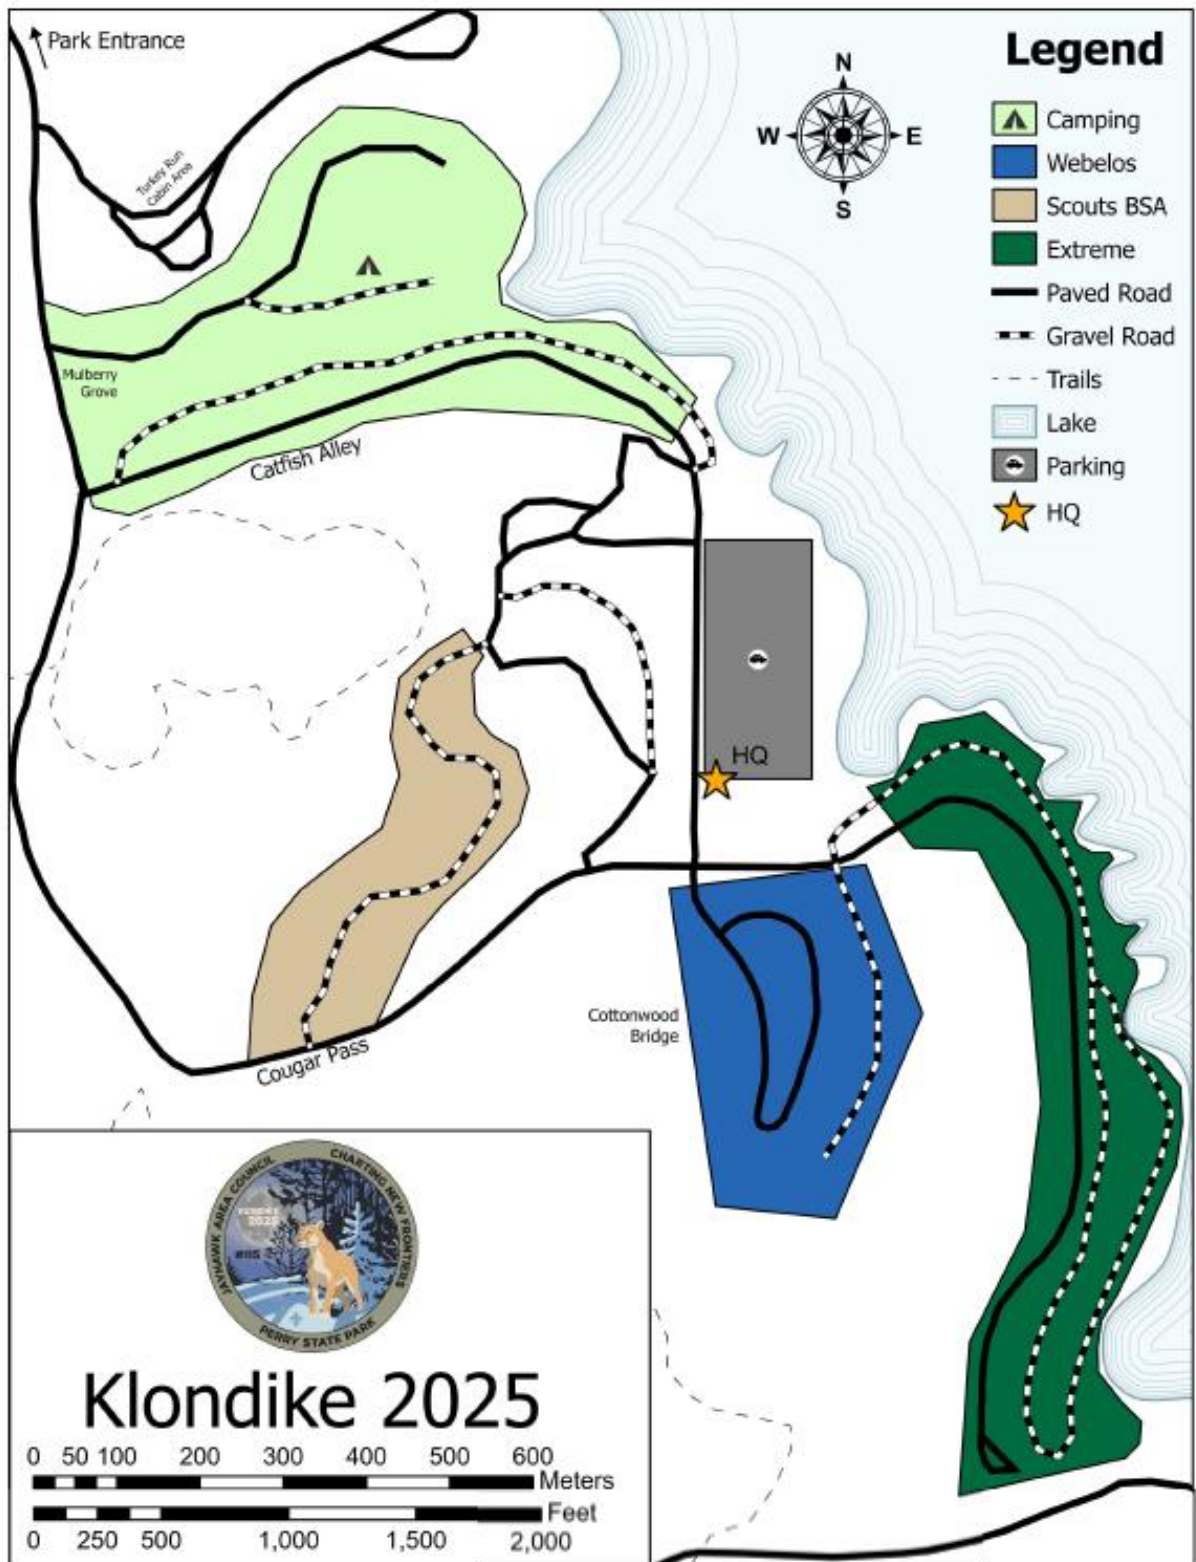 Park Entrance
Legend
N
W
E
S
Camping
Webelos
Scouts BSA
Extreme
Paved Road
Gravel Road
Trails
Lake
Parking
HQ
Turkey Run
Cabin Area
Mulberry
Grove
Catfish Alley
HQ
Cottonwood
Bridge
Cougar Pass
JAYHAWK AREA COUNCIL
CHARTING NEW FRONTIERS
2025
PERRY STATE PARK
Klondike 2025
0 50 100 200 300 400 500 600
Meters
Feet
0 250 500 1,000 1,500 2,000